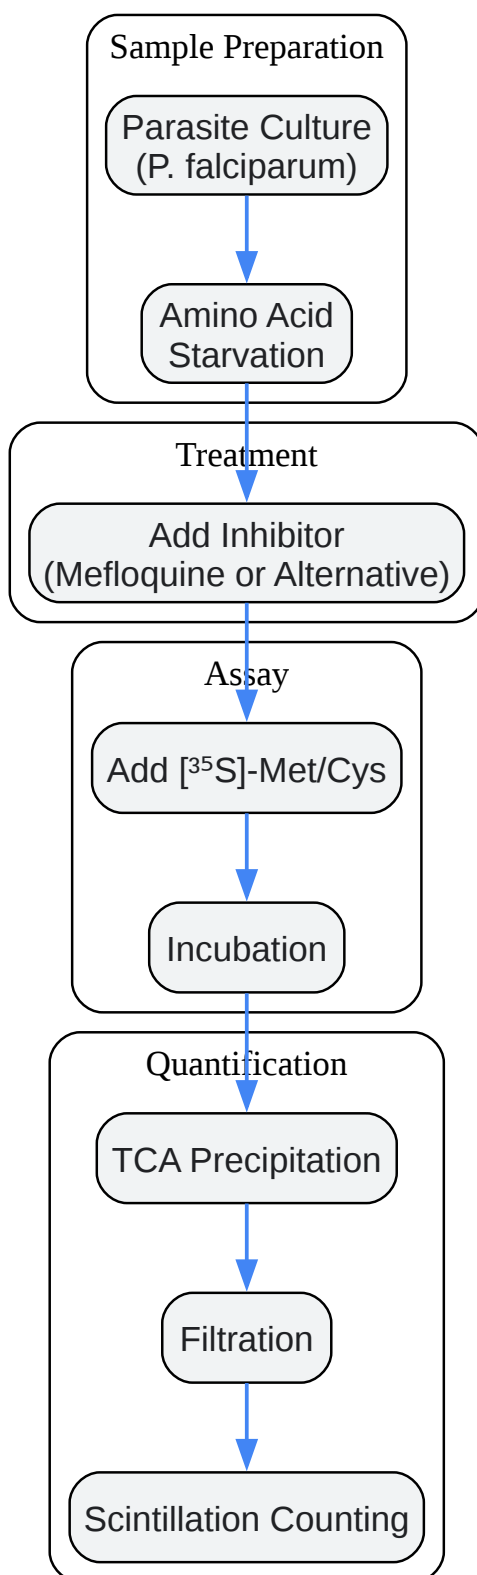 Sample Preparation
Parasite Culture
(P. falciparum)
Amino Acid
Starvation
Treatment
Add Inhibitor
(Mefloquine or Alternative)
Assay
Add [³⁵S]-Met/Cys
Incubation
Quantification
TCA Precipitation
Filtration
Scintillation Counting